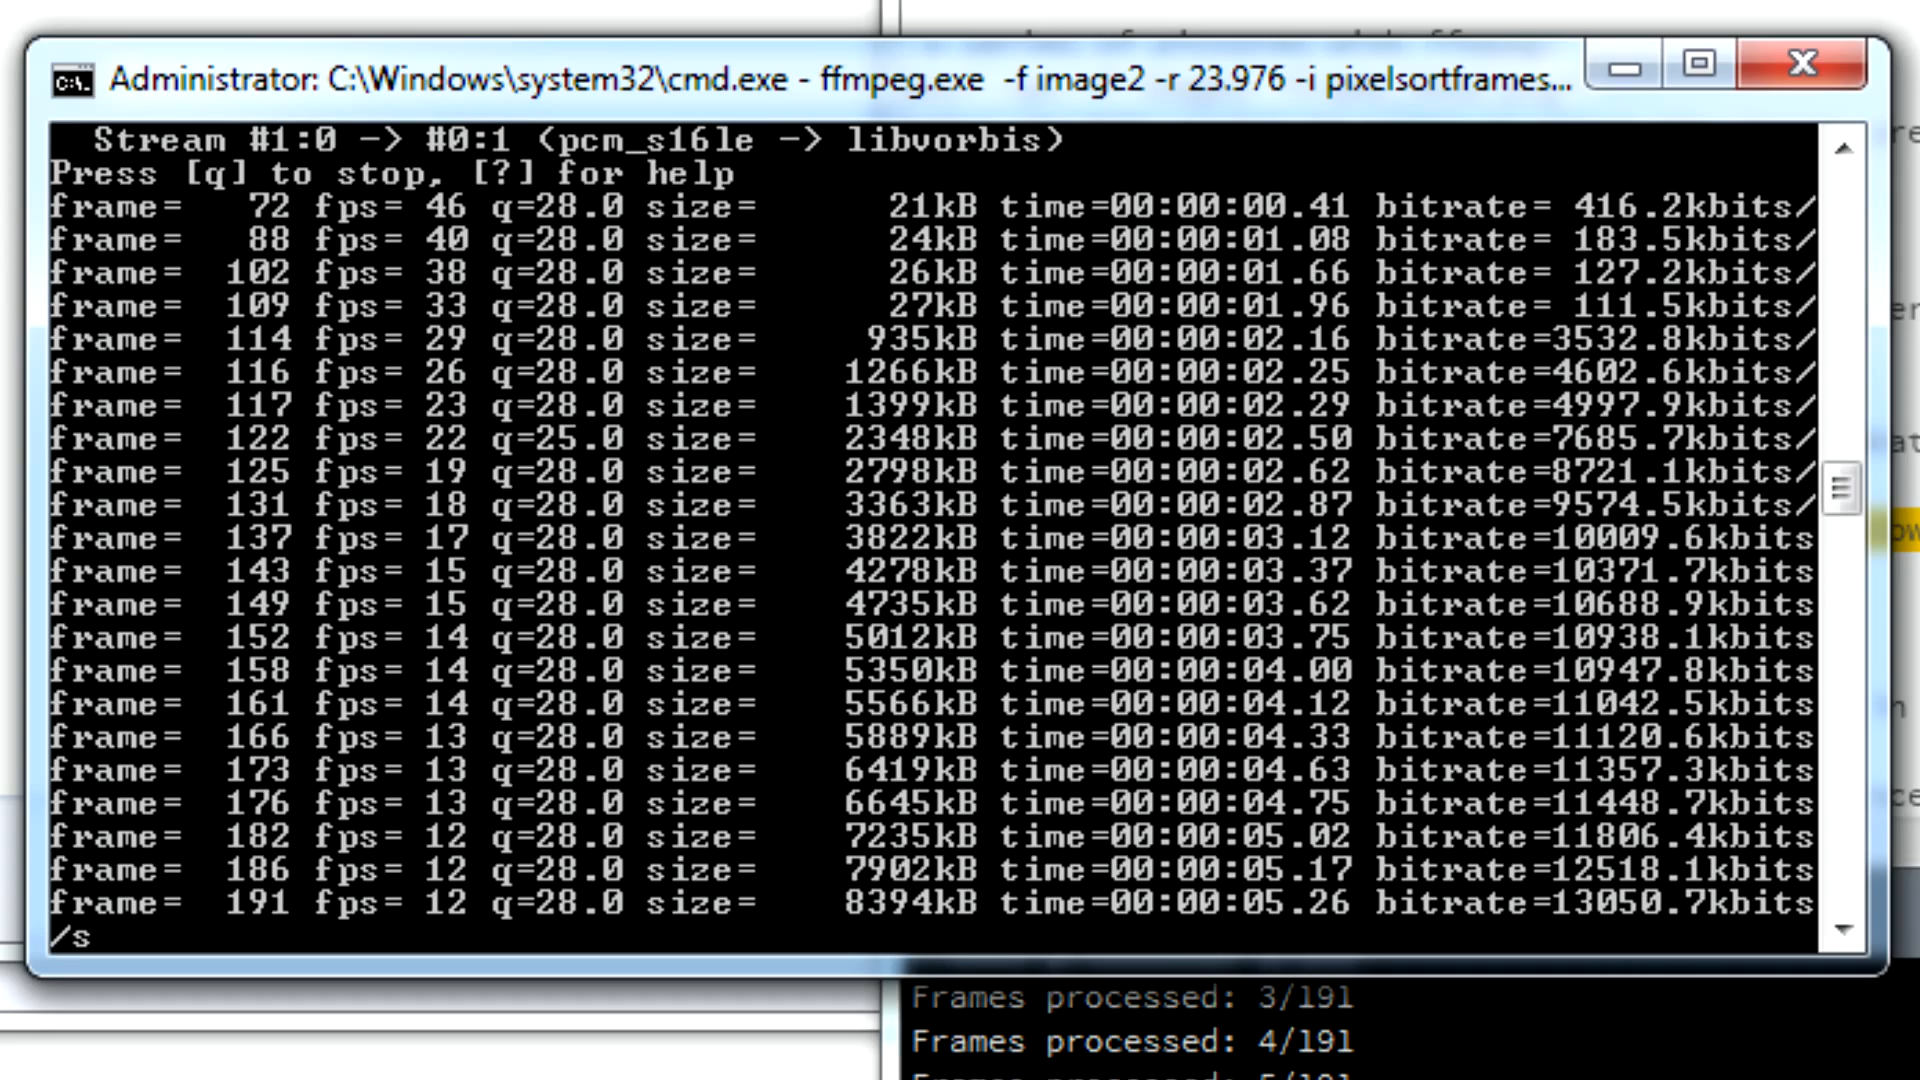 Administrator: C:\Windows\system32\cmd.exe - ffmpeg.exe  -f image2 -r 23.976 -i pixelsortframes...
  Stream #1:0 -> #0:1 (pcm_s16le -> libvorbis)
Press [q] to stop, [?] for help
frame=   72 fps= 46 q=28.0 size=      21kB time=00:00:00.41 bitrate= 416.2kbits/
frame=   88 fps= 40 q=28.0 size=      24kB time=00:00:01.08 bitrate= 183.5kbits/
frame=  102 fps= 38 q=28.0 size=      26kB time=00:00:01.66 bitrate= 127.2kbits/
frame=  109 fps= 33 q=28.0 size=      27kB time=00:00:01.96 bitrate= 111.5kbits/
frame=  114 fps= 29 q=28.0 size=     935kB time=00:00:02.16 bitrate=3532.8kbits/
frame=  116 fps= 26 q=28.0 size=    1266kB time=00:00:02.25 bitrate=4602.6kbits/
frame=  117 fps= 23 q=28.0 size=    1399kB time=00:00:02.29 bitrate=4997.9kbits/
frame=  122 fps= 22 q=25.0 size=    2348kB time=00:00:02.50 bitrate=7685.7kbits/
frame=  125 fps= 19 q=28.0 size=    2798kB time=00:00:02.62 bitrate=8721.1kbits/
frame=  131 fps= 18 q=28.0 size=    3363kB time=00:00:02.87 bitrate=9574.5kbits/
frame=  137 fps= 17 q=28.0 size=    3822kB time=00:00:03.12 bitrate=10009.6kbits
frame=  143 fps= 15 q=28.0 size=    4278kB time=00:00:03.37 bitrate=10371.7kbits
frame=  149 fps= 15 q=28.0 size=    4735kB time=00:00:03.62 bitrate=10688.9kbits
frame=  152 fps= 14 q=28.0 size=    5012kB time=00:00:03.75 bitrate=10938.1kbits
frame=  158 fps= 14 q=28.0 size=    5350kB time=00:00:04.00 bitrate=10947.8kbits
frame=  161 fps= 14 q=28.0 size=    5566kB time=00:00:04.12 bitrate=11042.5kbits
frame=  166 fps= 13 q=28.0 size=    5889kB time=00:00:04.33 bitrate=11120.6kbits
frame=  173 fps= 13 q=28.0 size=    6419kB time=00:00:04.63 bitrate=11357.3kbits
frame=  176 fps= 13 q=28.0 size=    6645kB time=00:00:04.75 bitrate=11448.7kbits
frame=  182 fps= 12 q=28.0 size=    7235kB time=00:00:05.02 bitrate=11806.4kbits
frame=  186 fps= 12 q=28.0 size=    7902kB time=00:00:05.17 bitrate=12518.1kbits
frame=  191 fps= 12 q=28.0 size=    8394kB time=00:00:05.26 bitrate=13050.7kbits
/s
Frames processed: 3/191
Frames processed: 4/191